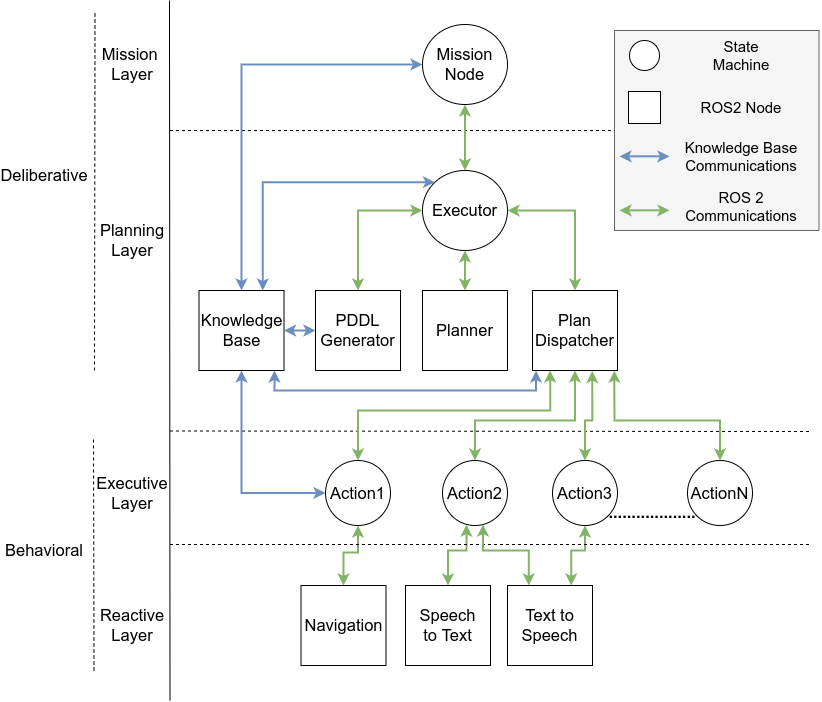 Mission
Layer
Mission
Node
State
Machine
ROS2 Node
Knowledge Base
Communications
ROS 2
Communications
Deliberative
Planning
Layer
Executor
Knowledge
Base
PDDL
Generator
Planner
Plan
Dispatcher
Executive
Layer
Action1
Action2
Action3
ActionN
Behavioral
Reactive
Layer
Navigation
Speech
to Text
Text to
Speech